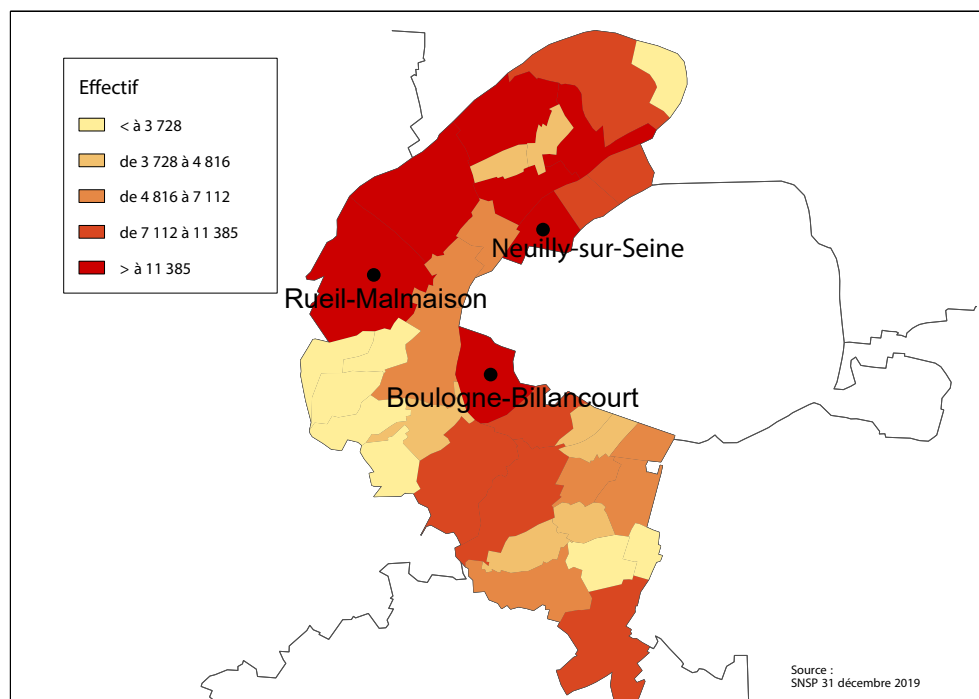 Effectif
< à 3 728
de 3 728 à 4 816
de 4 816 à 7 112
de 7 112 à 11 385
> à 11 385
Neuilly-sur-Seine
Rueil-Malmaison
Boulogne-Billancourt
Source :
SNSP 31 décembre 2019